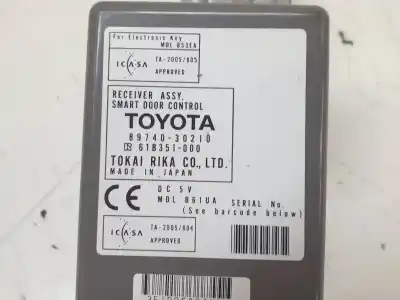 For Electronic Key
MDL B53EA
ICASA
TA-2005/805
APPROVED
RECEIVER ASSY,
SMART DOOR CONTROL
TOYOTA
89740-30210
618351-000
TOKAI RIKA CO., LTD.
MADE IN JAPAN
CE
DC 5V
MDL B61UA SERIAL No.
(See barcode below)
ICASA
TA-2005/804
APPROVED